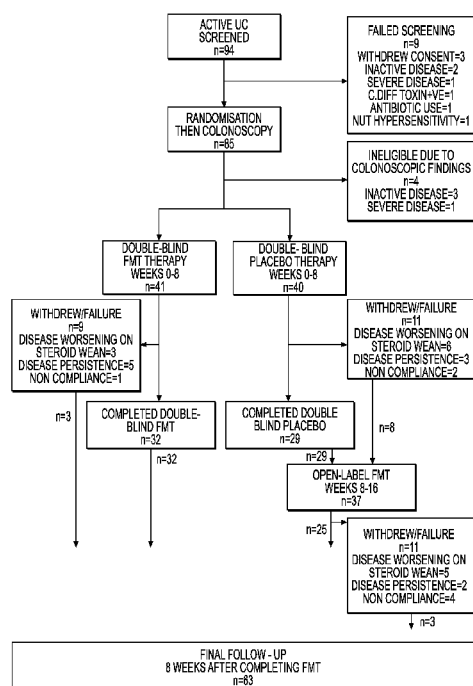 ACTIVE UC
SCREENED
n=94
FAILED SCREENING
n=9
WITHDREW CONSENT=3
INACTIVE DISEASE=2
SEVERE DISEASE=1
C.DIFF TOXIN+VE=1
ANTIBIOTIC USE=1
NUT HYPERSENSITIVITY=1
RANDOMISATION
THEN COLONOSCOPY
n=85
INELIGIBLE DUE TO
COLONOSCOPIC FINDINGS
n=4
INACTIVE DISEASE=3
SEVERE DISEASE=1
DOUBLE-BLIND
FMT THERAPY
WEEKS 0-8
n=41
DOUBLE- BLIND
PLACEBO THERAPY
WEEKS 0-8
n=40
WITHDREW/FAILURE
n=9
DISEASE WORSENING ON
STEROID WEAN=3
DISEASE PERSISTENCE=5
NON COMPLIANCE=1
WITHDREW/FAILURE
n=11
DISEASE WORSENING ON
STEROID WEAN=6
DISEASE PERSISTENCE=3
NON COMPLIANCE=2
n=3
COMPLETED DOUBLE-
BLIND FMT
n=32
n=32
COMPLETED DOUBLE
BLIND PLACEBO
n=29
n=29
n=8
OPEN-LABEL FMT
WEEKS 8-16
n=37
n=25
WITHDREW/FAILURE
n=11
DISEASE WORSENING ON
STEROID WEAN=5
DISEASE PERSISTENCE=2
NON COMPLIANCE=4
n=3
FINAL FOLLOW - UP
8 WEEKS AFTER COMPLETING FMT
n=63